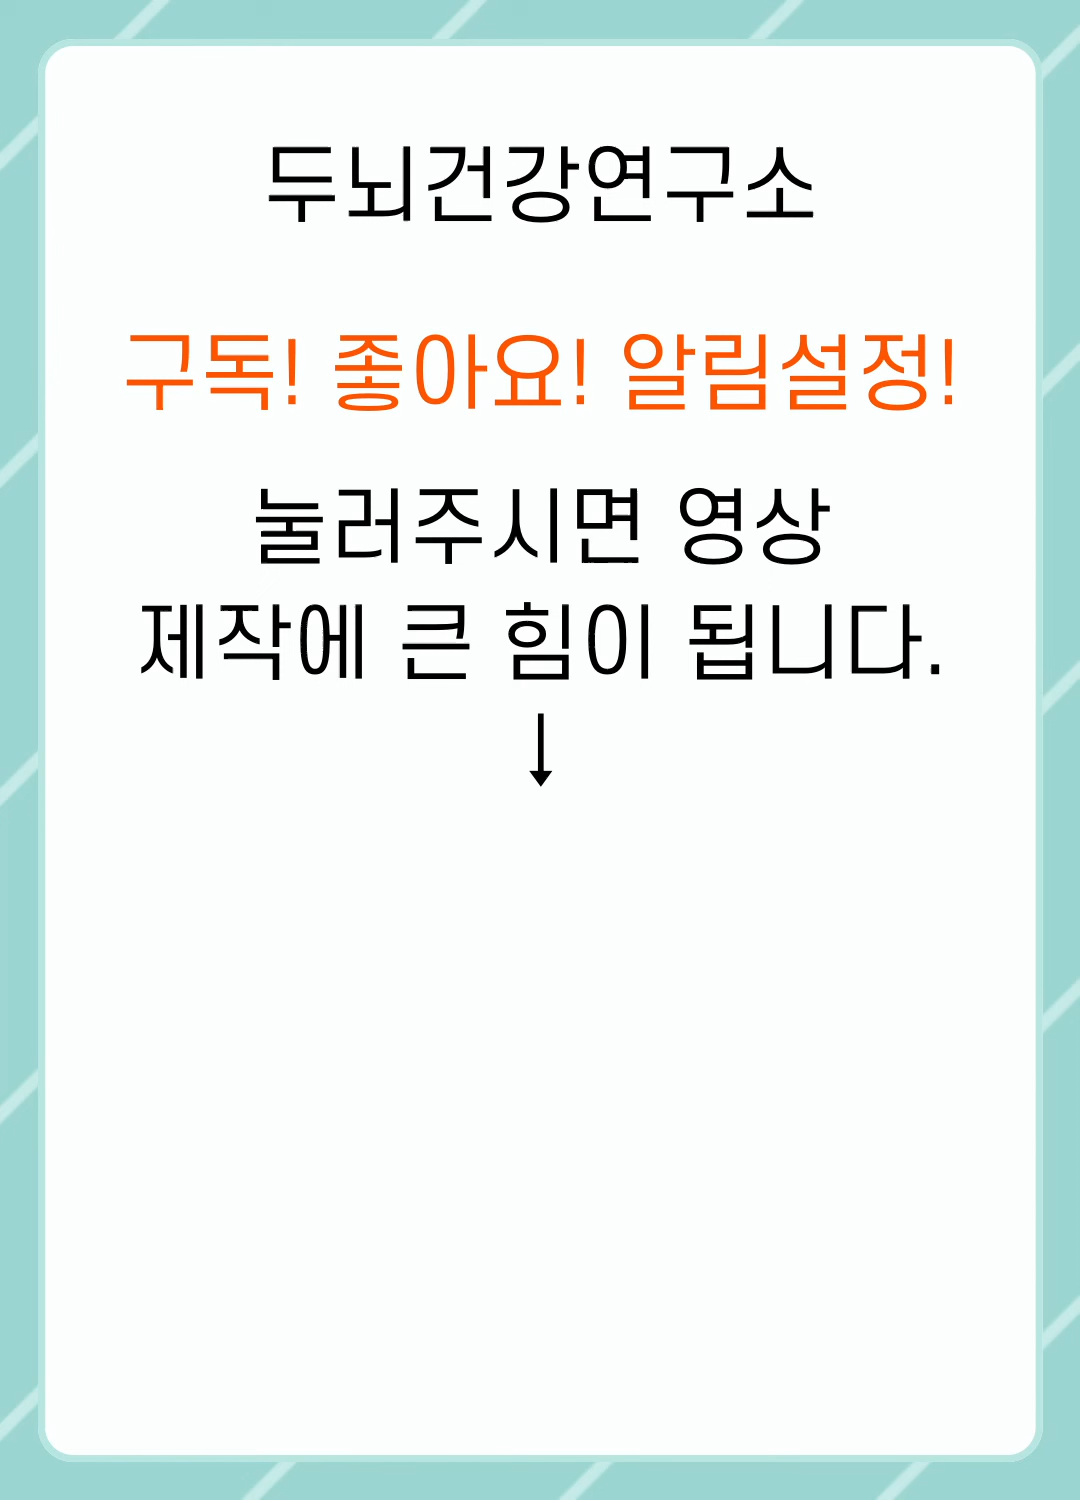 두뇌건강연구소
구독! 좋아요! 알림설정!
눌러주시면 영상
제작에 큰 힘이 됩니다.
↓